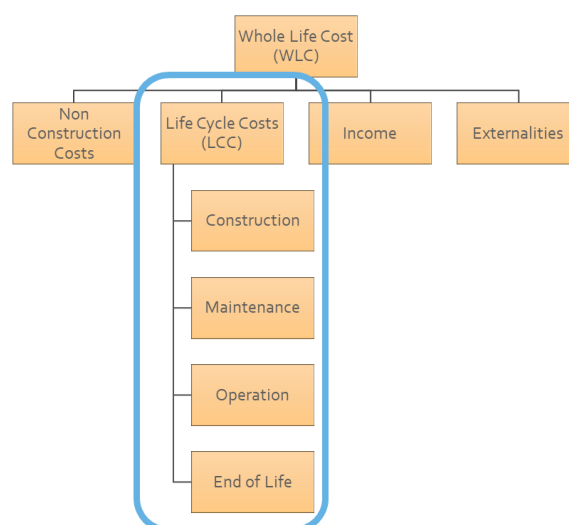 Whole Life Cost
(WLC)
Non
Construction
Costs
Life Cycle Costs
(LCC)
Income
Externalities
Construction
Maintenance
Operation
End of Life